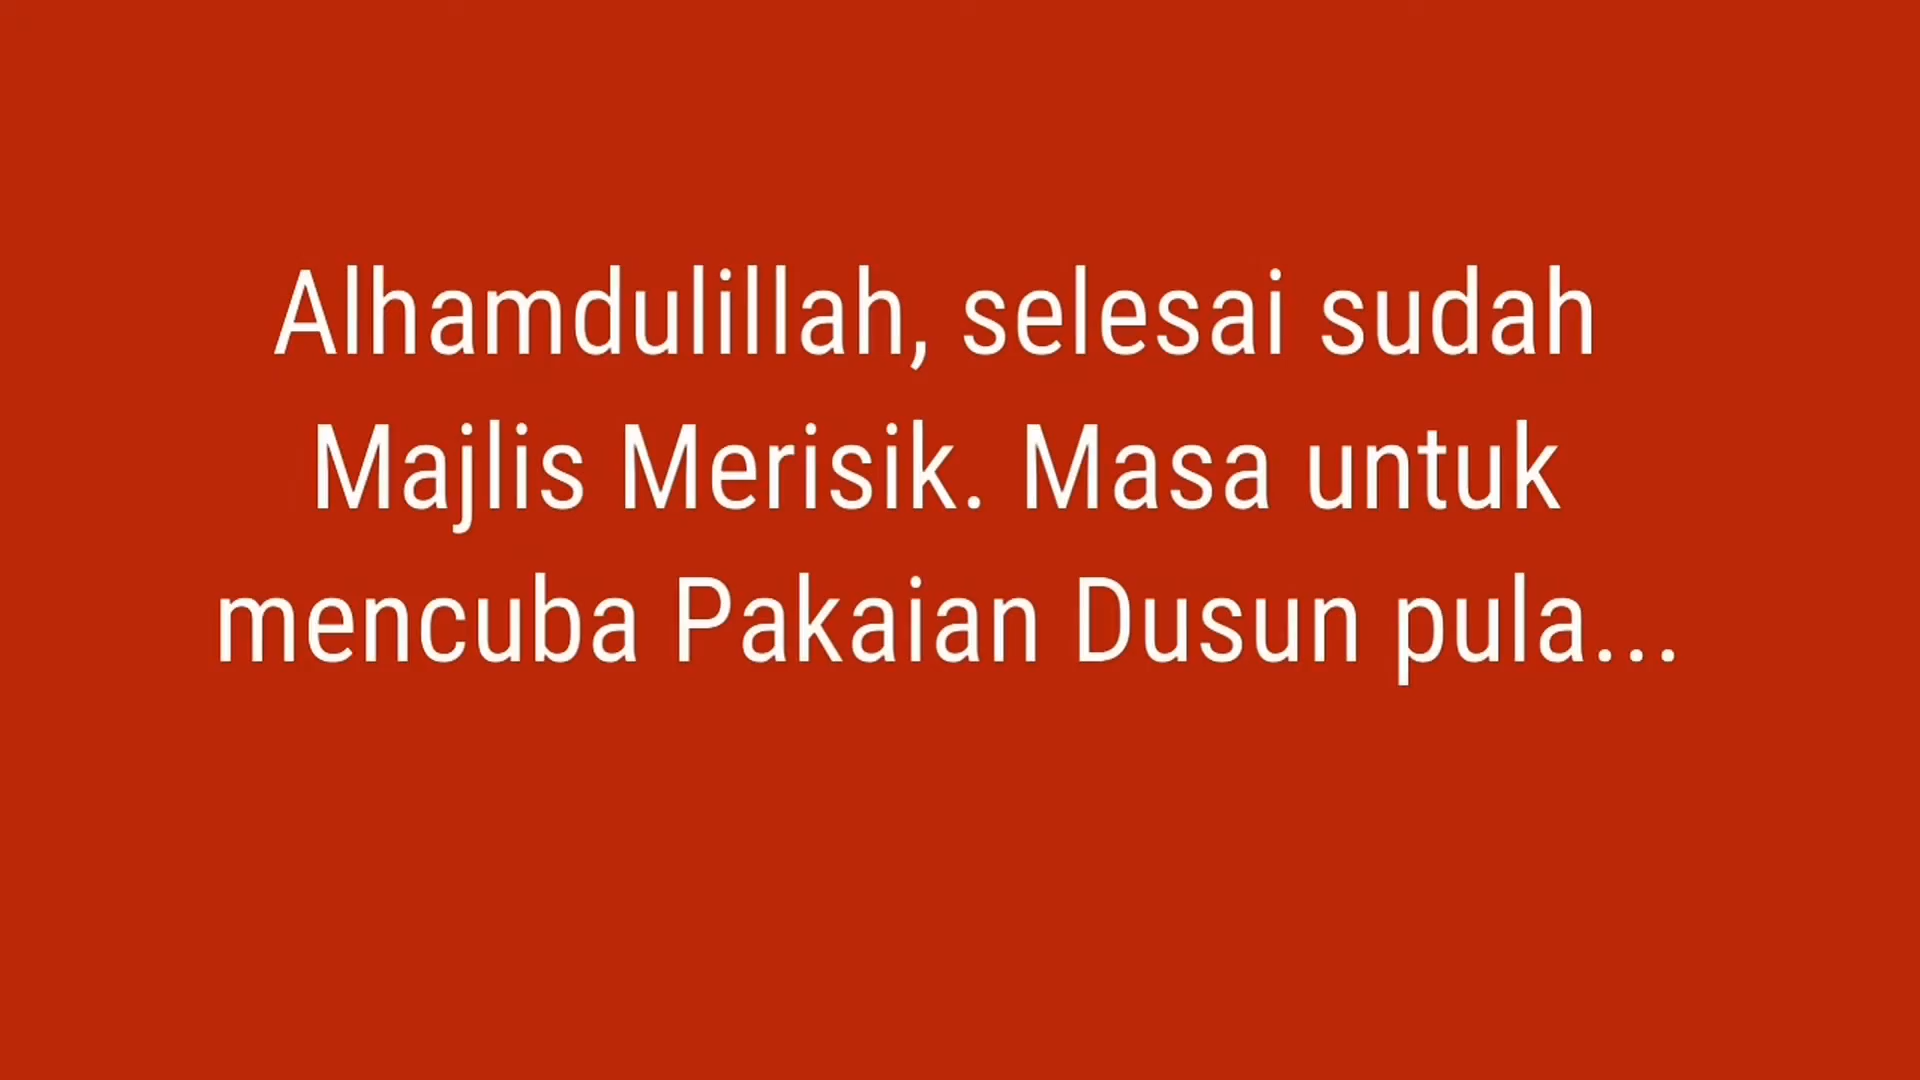 Alhamdulillah, selesai sudah
Majlis Merisik. Masa untuk
mencuba Pakaian Dusun pula...